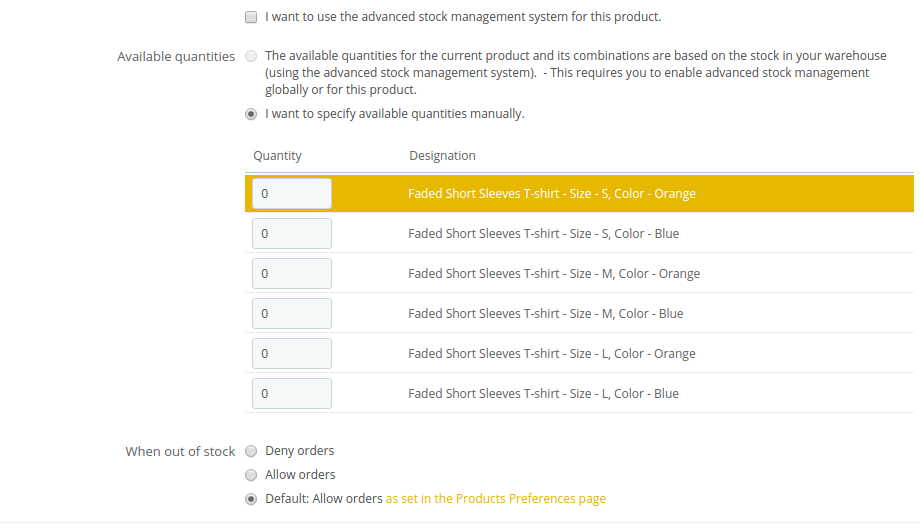 I want to use the advanced stock management system for this product.
Available quantities
The available quantities for the current product and its combinations are based on the stock in your warehouse
(using the advanced stock management system).  - This requires you to enable advanced stock management
globally or for this product.
I want to specify available quantities manually.
Quantity Designation
0 Faded Short Sleeves T-shirt - Size - S, Color - Orange
0 Faded Short Sleeves T-shirt - Size - S, Color - Blue
0 Faded Short Sleeves T-shirt - Size - M, Color - Orange
0 Faded Short Sleeves T-shirt - Size - M, Color - Blue
0 Faded Short Sleeves T-shirt - Size - L, Color - Orange
0 Faded Short Sleeves T-shirt - Size - L, Color - Blue
When out of stock
Deny orders
Allow orders
Default: Allow orders as set in the Products Preferences page